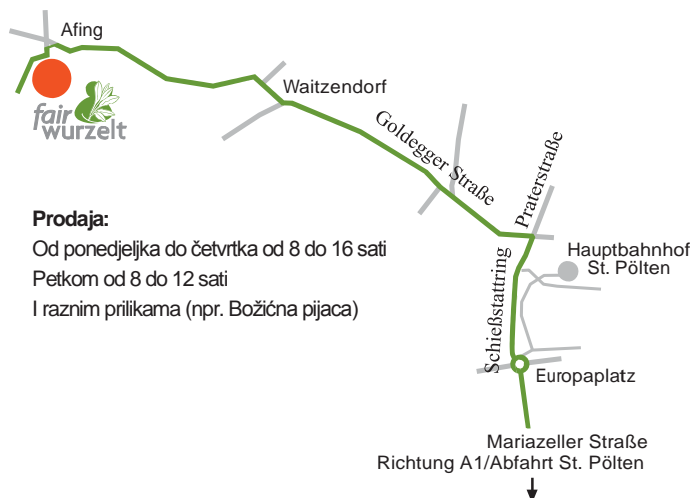 Afing
fair
wurzelt
Waitzendorf
Goldegger Straße
Praterstraße
Prodaja:
Od ponedjeljka do četvrtka od 8 do 16 sati
Petkom od 8 do 12 sati
I raznim prilikama (npr. Božićna pijaca)
Hauptbahnhof
St. Pölten
Schießstattring
Europaplatz
Mariazeller Straße
Richtung A1/Abfahrt St. Pölten